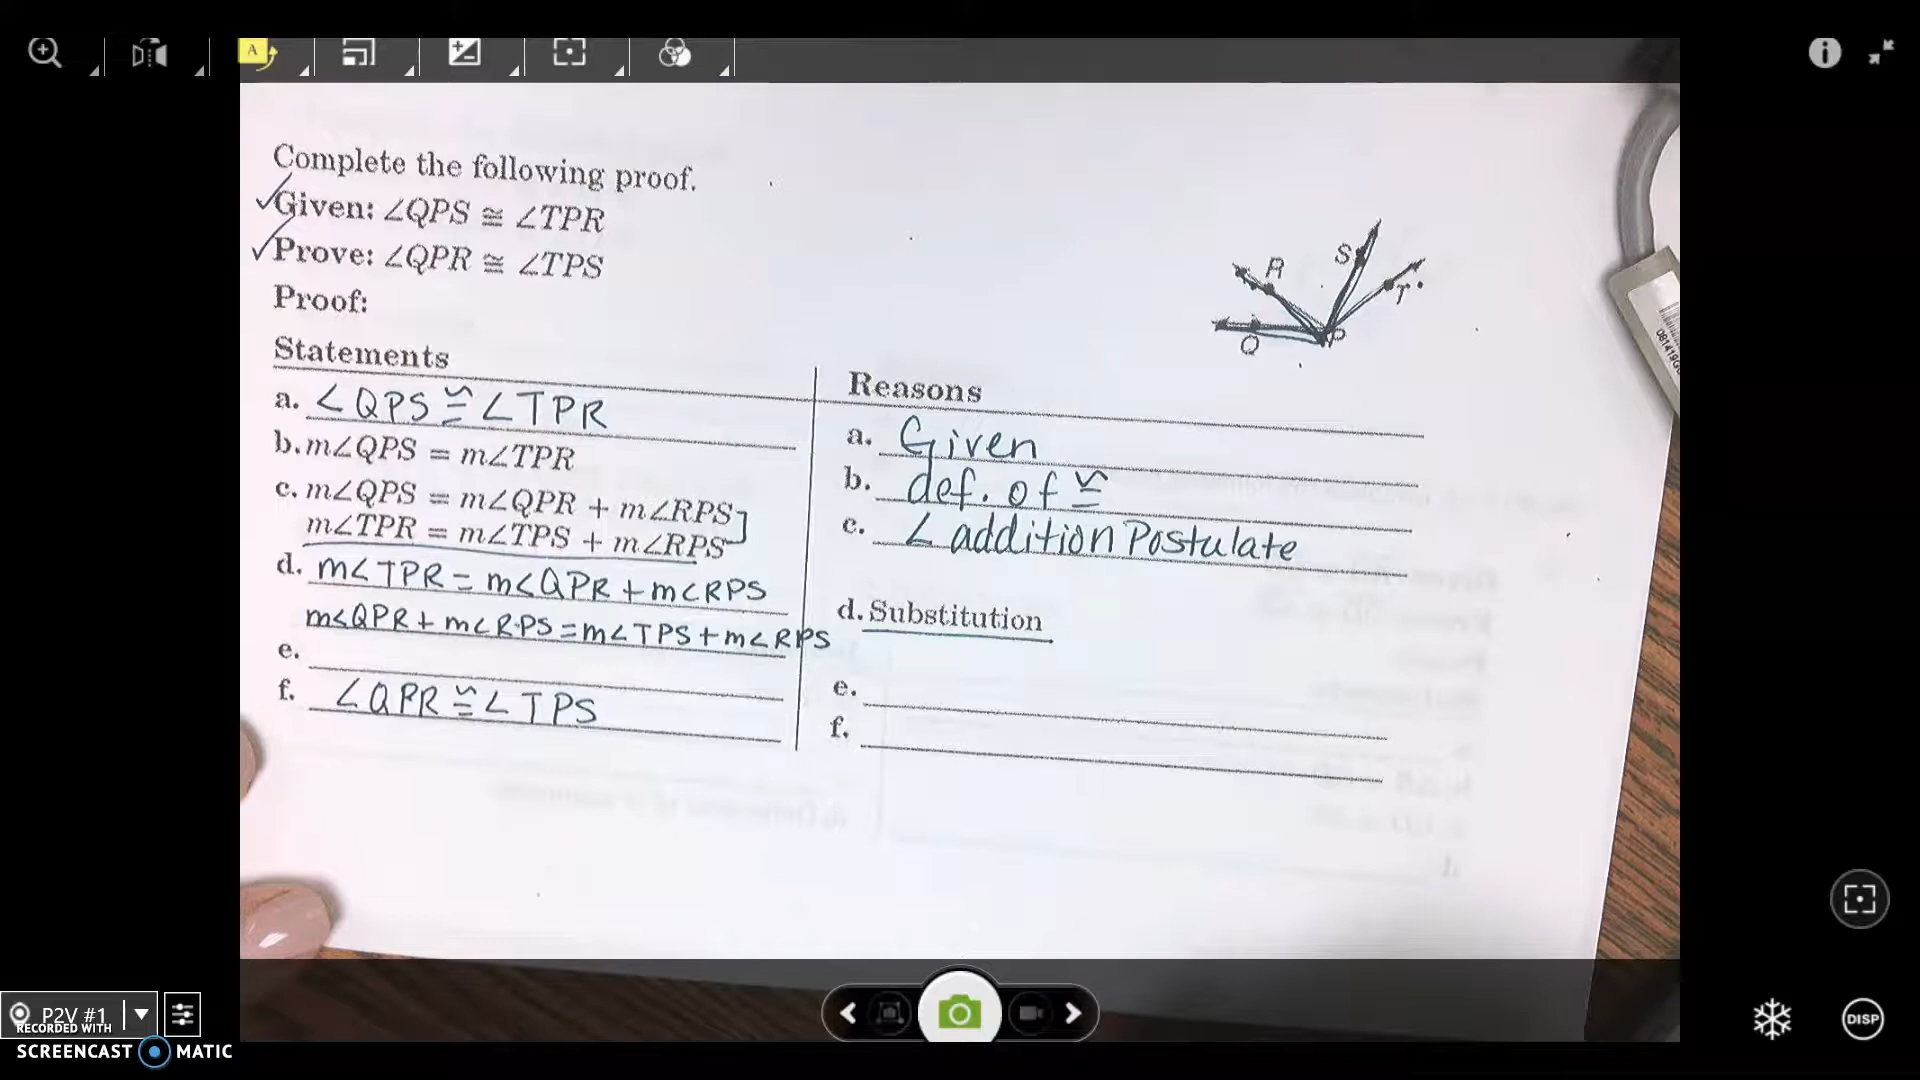 A
Complete the following proof.
Given: ∠QPS ≅ ∠TPR
Prove: ∠QPR ≅ ∠TPS
Proof:
R
S
T
Q
P
Statements
Reasons
a. ∠QPS ≅ ∠TPR
a. Given
b. m∠QPS = m∠TPR
b. def. of ≅
c. m∠QPS = m∠QPR + m∠RPS
m∠TPR = m∠TPS + m∠RPS
c. ∠ addition Postulate
d. m∠TPR = m∠QPR + m∠RPS
m∠QPR + m∠RPS = m∠TPS + m∠RPS
d. Substitution
e.
e.
f. ∠QPR ≅ ∠TPS
f.
P2V #1
RECORDED WITH
SCREENCAST MATIC
DISP